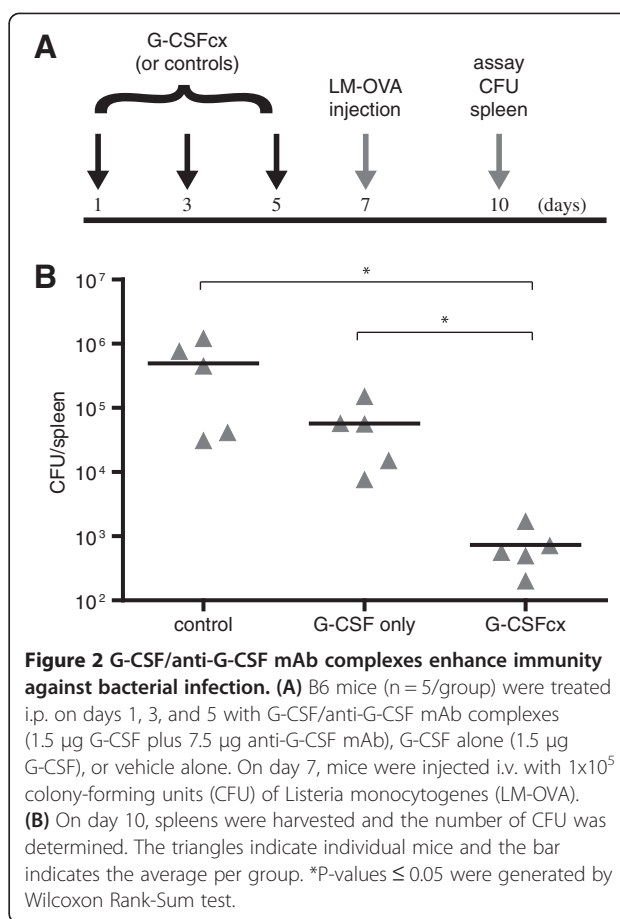 A
G-CSFcx
(or controls)
LM-OVA
injection
assay
CFU
spleen
1 3 5 7 10 (days)
B
*
*
CFU/spleen
10⁷
10⁶
10⁵
10⁴
10³
10²
control G-CSF only G-CSFcx
Figure 2 G-CSF/anti-G-CSF mAb complexes enhance immunity
against bacterial infection. (A) B6 mice (n = 5/group) were treated
i.p. on days 1, 3, and 5 with G-CSF/anti-G-CSF mAb complexes
(1.5 μg G-CSF plus 7.5 μg anti-G-CSF mAb), G-CSF alone (1.5 μg
G-CSF), or vehicle alone. On day 7, mice were injected i.v. with 1x10⁵
colony-forming units (CFU) of Listeria monocytogenes (LM-OVA).
(B) On day 10, spleens were harvested and the number of CFU was
determined. The triangles indicate individual mice and the bar
indicates the average per group. *P-values ≤ 0.05 were generated by
Wilcoxon Rank-Sum test.